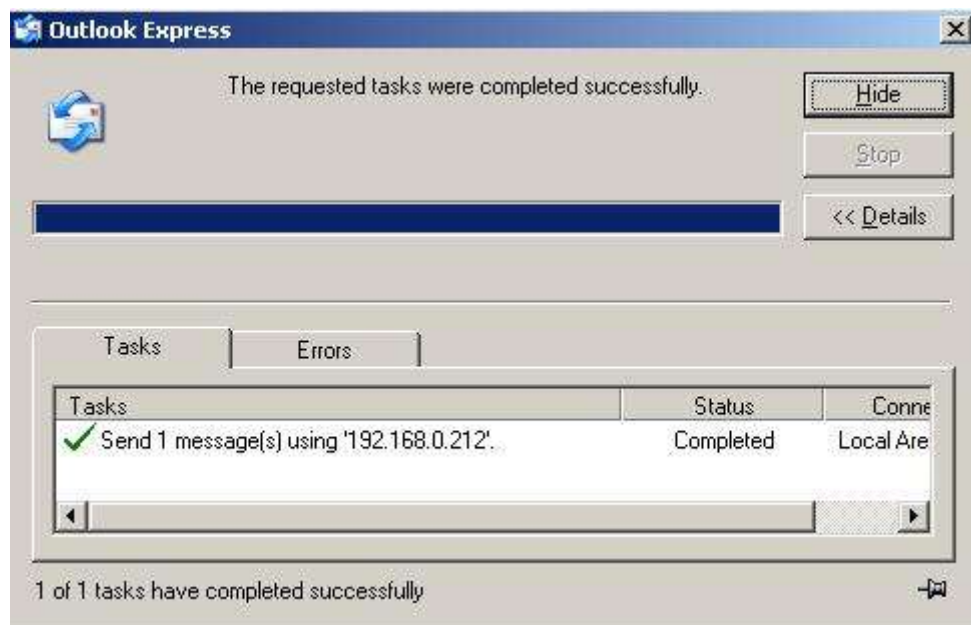 Outlook Express
The requested tasks were completed successfully.
Hide
Stop
<< Details
Tasks
Errors
Tasks Status Conne
Send 1 message(s) using '192.168.0.212'. Completed Local Are
1 of 1 tasks have completed successfully